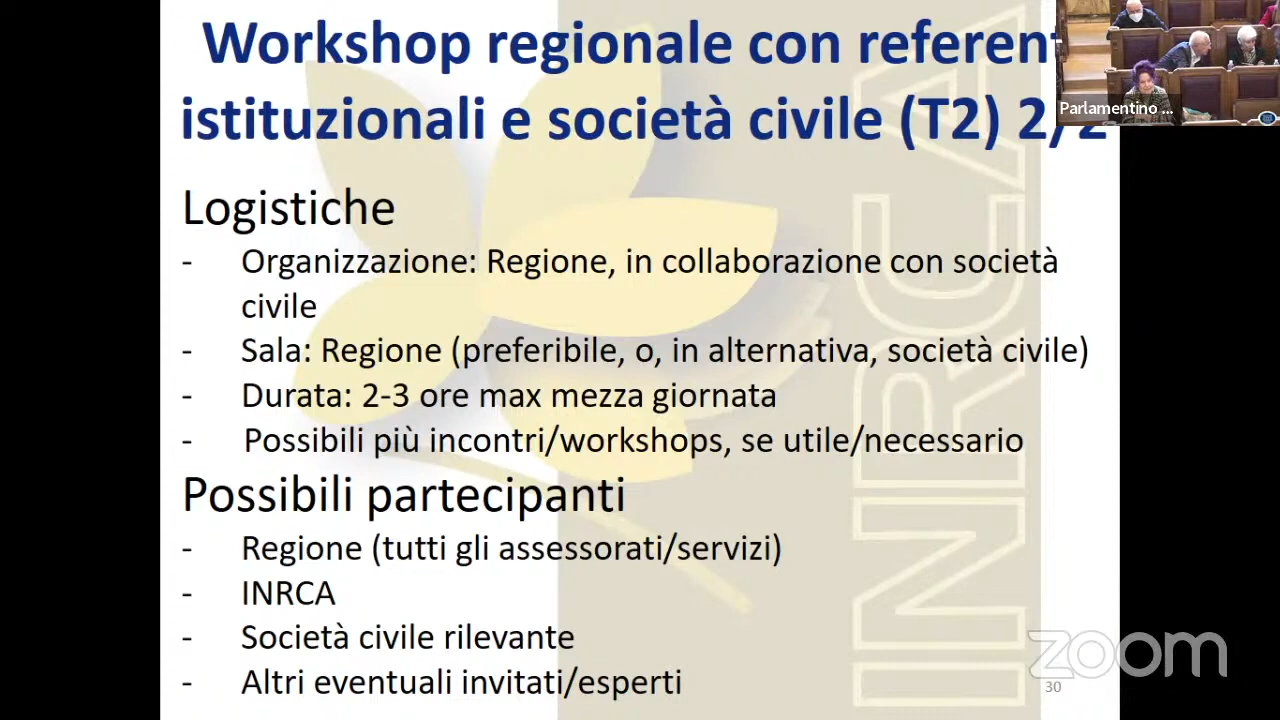 Workshop regionale con referent
istituzionali e società civile (T2) 2/2
Parlamentino ...
Logistiche
- Organizzazione: Regione, in collaborazione con società
civile
- Sala: Regione (preferibile, o, in alternativa, società civile)
- Durata: 2-3 ore max mezza giornata
- Possibili più incontri/workshops, se utile/necessario
Possibili partecipanti
- Regione (tutti gli assessorati/servizi)
- INRCA
- Società civile rilevante
- Altri eventuali invitati/esperti
INRCA
zoom
30